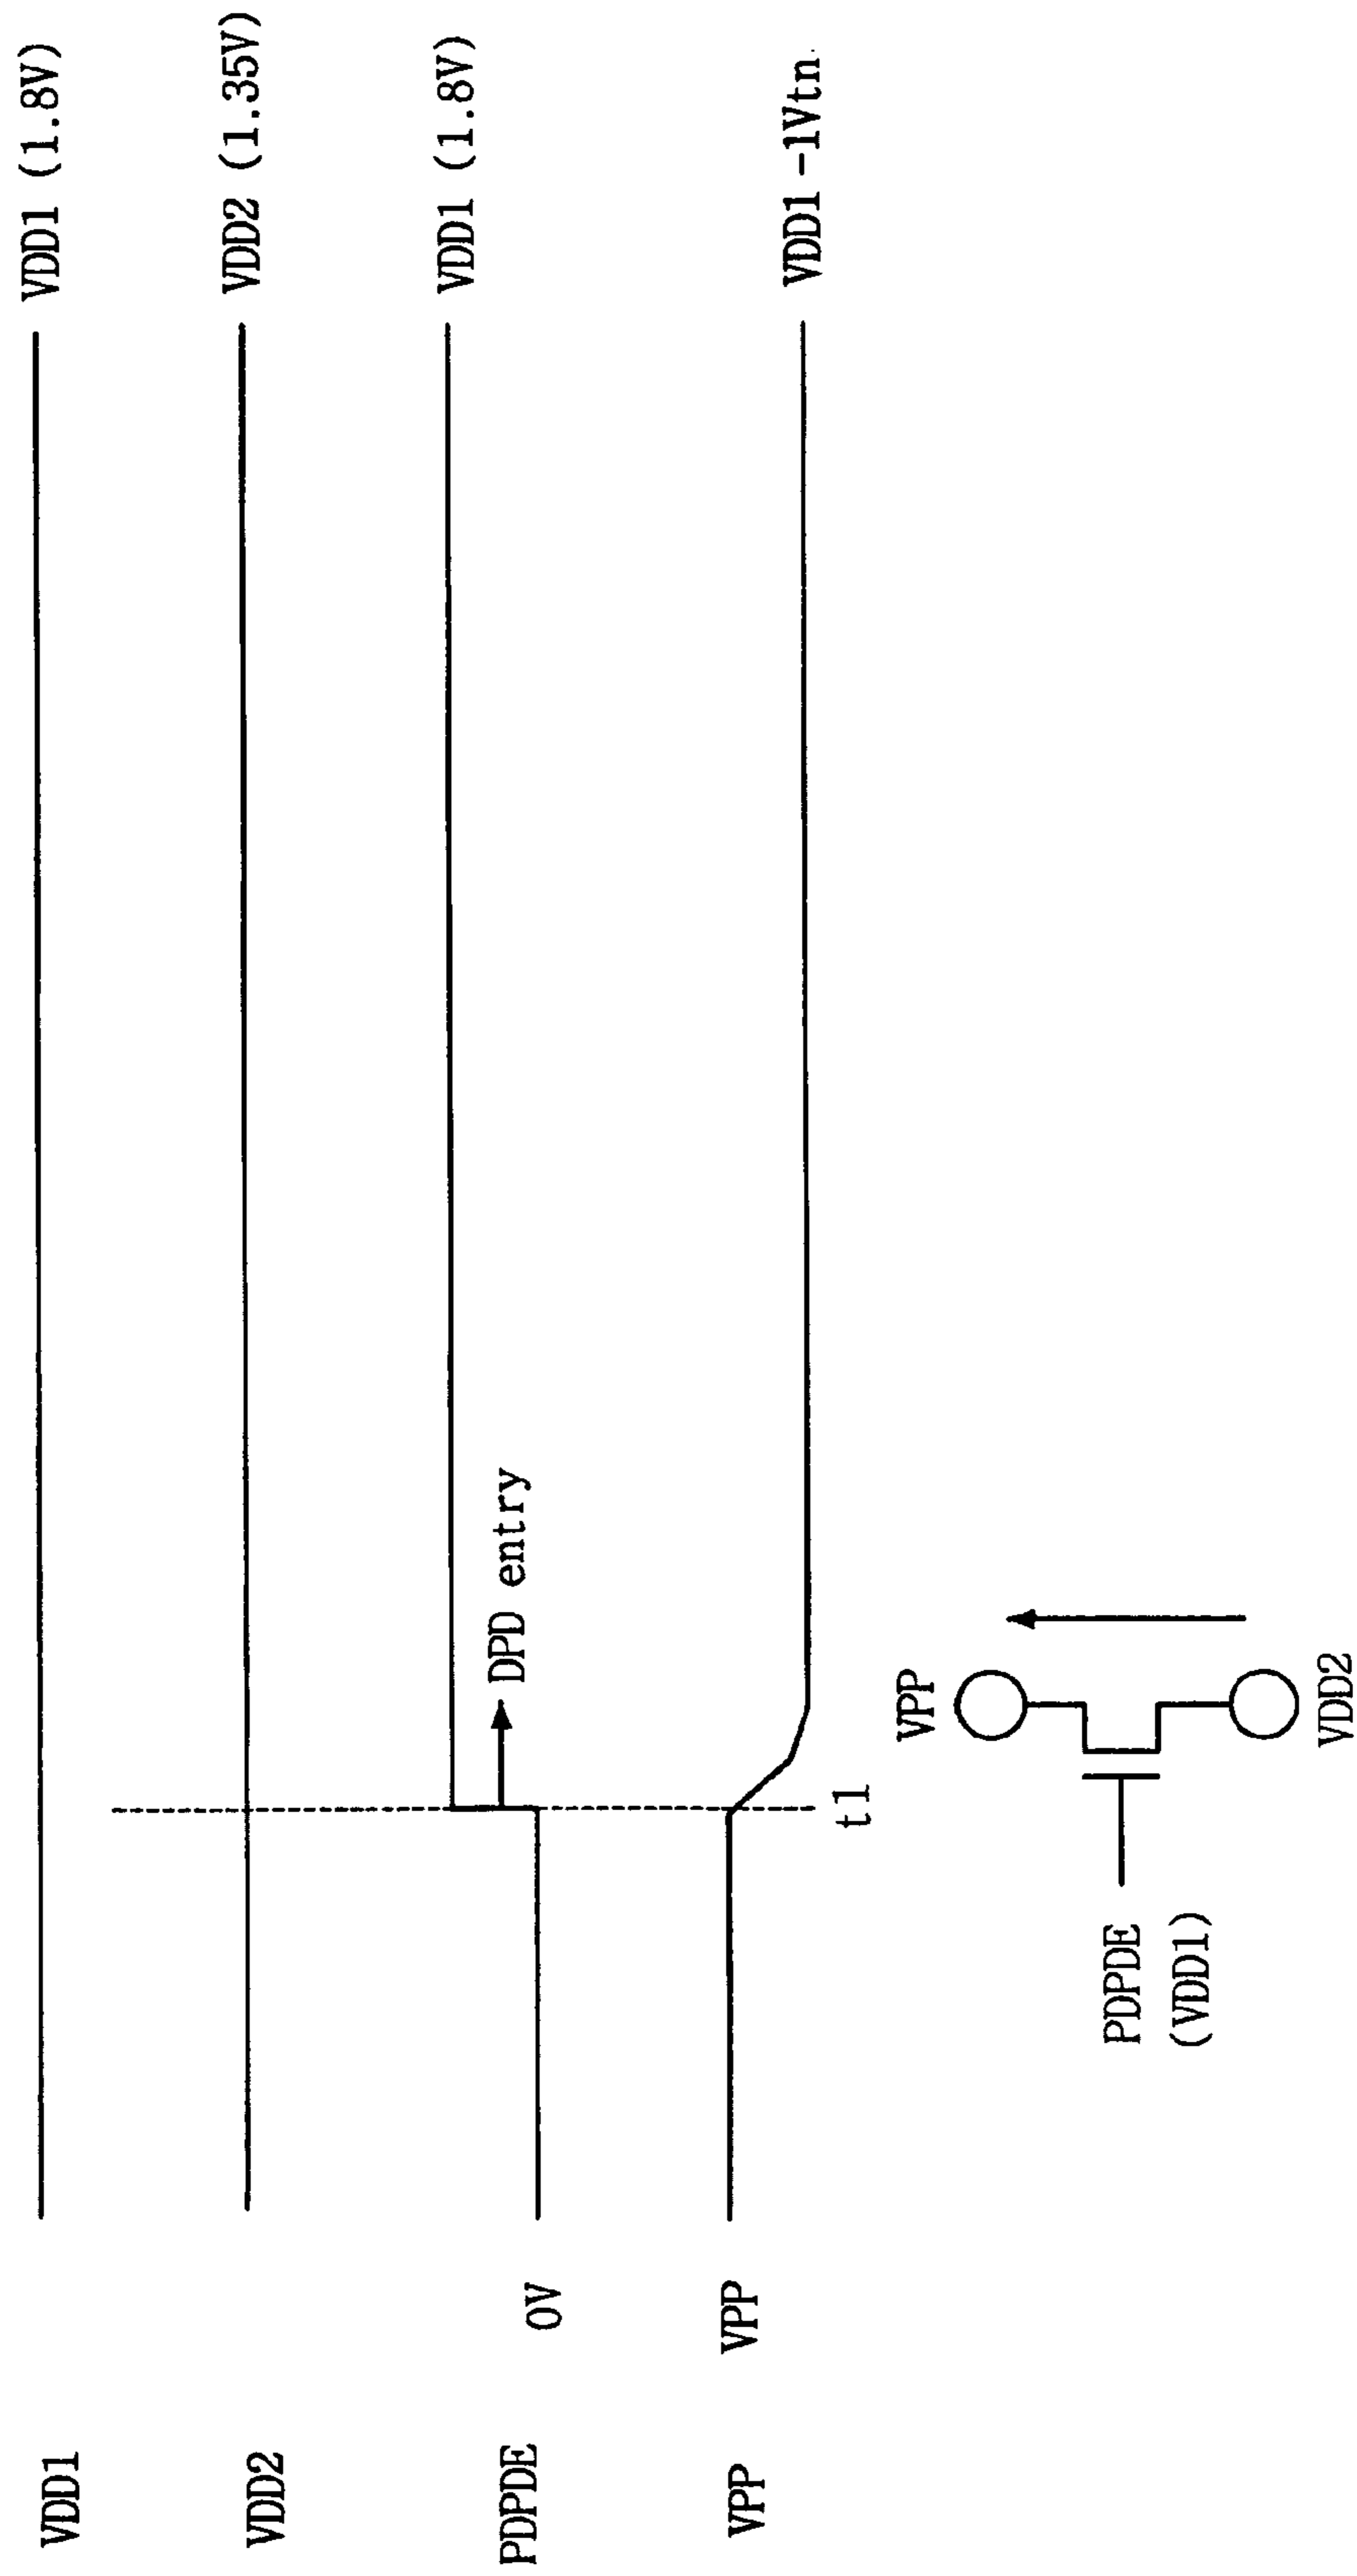 VDD1
VDD1 (1.8V)
VDD2
VDD2 (1.35V)
PDPDE
0V
DPD entry
VDD1 (1.8V)
VPP
VPP
VDD1 -1Vtn
t1
PDPDE
(VDD1)
VPP
VDD2